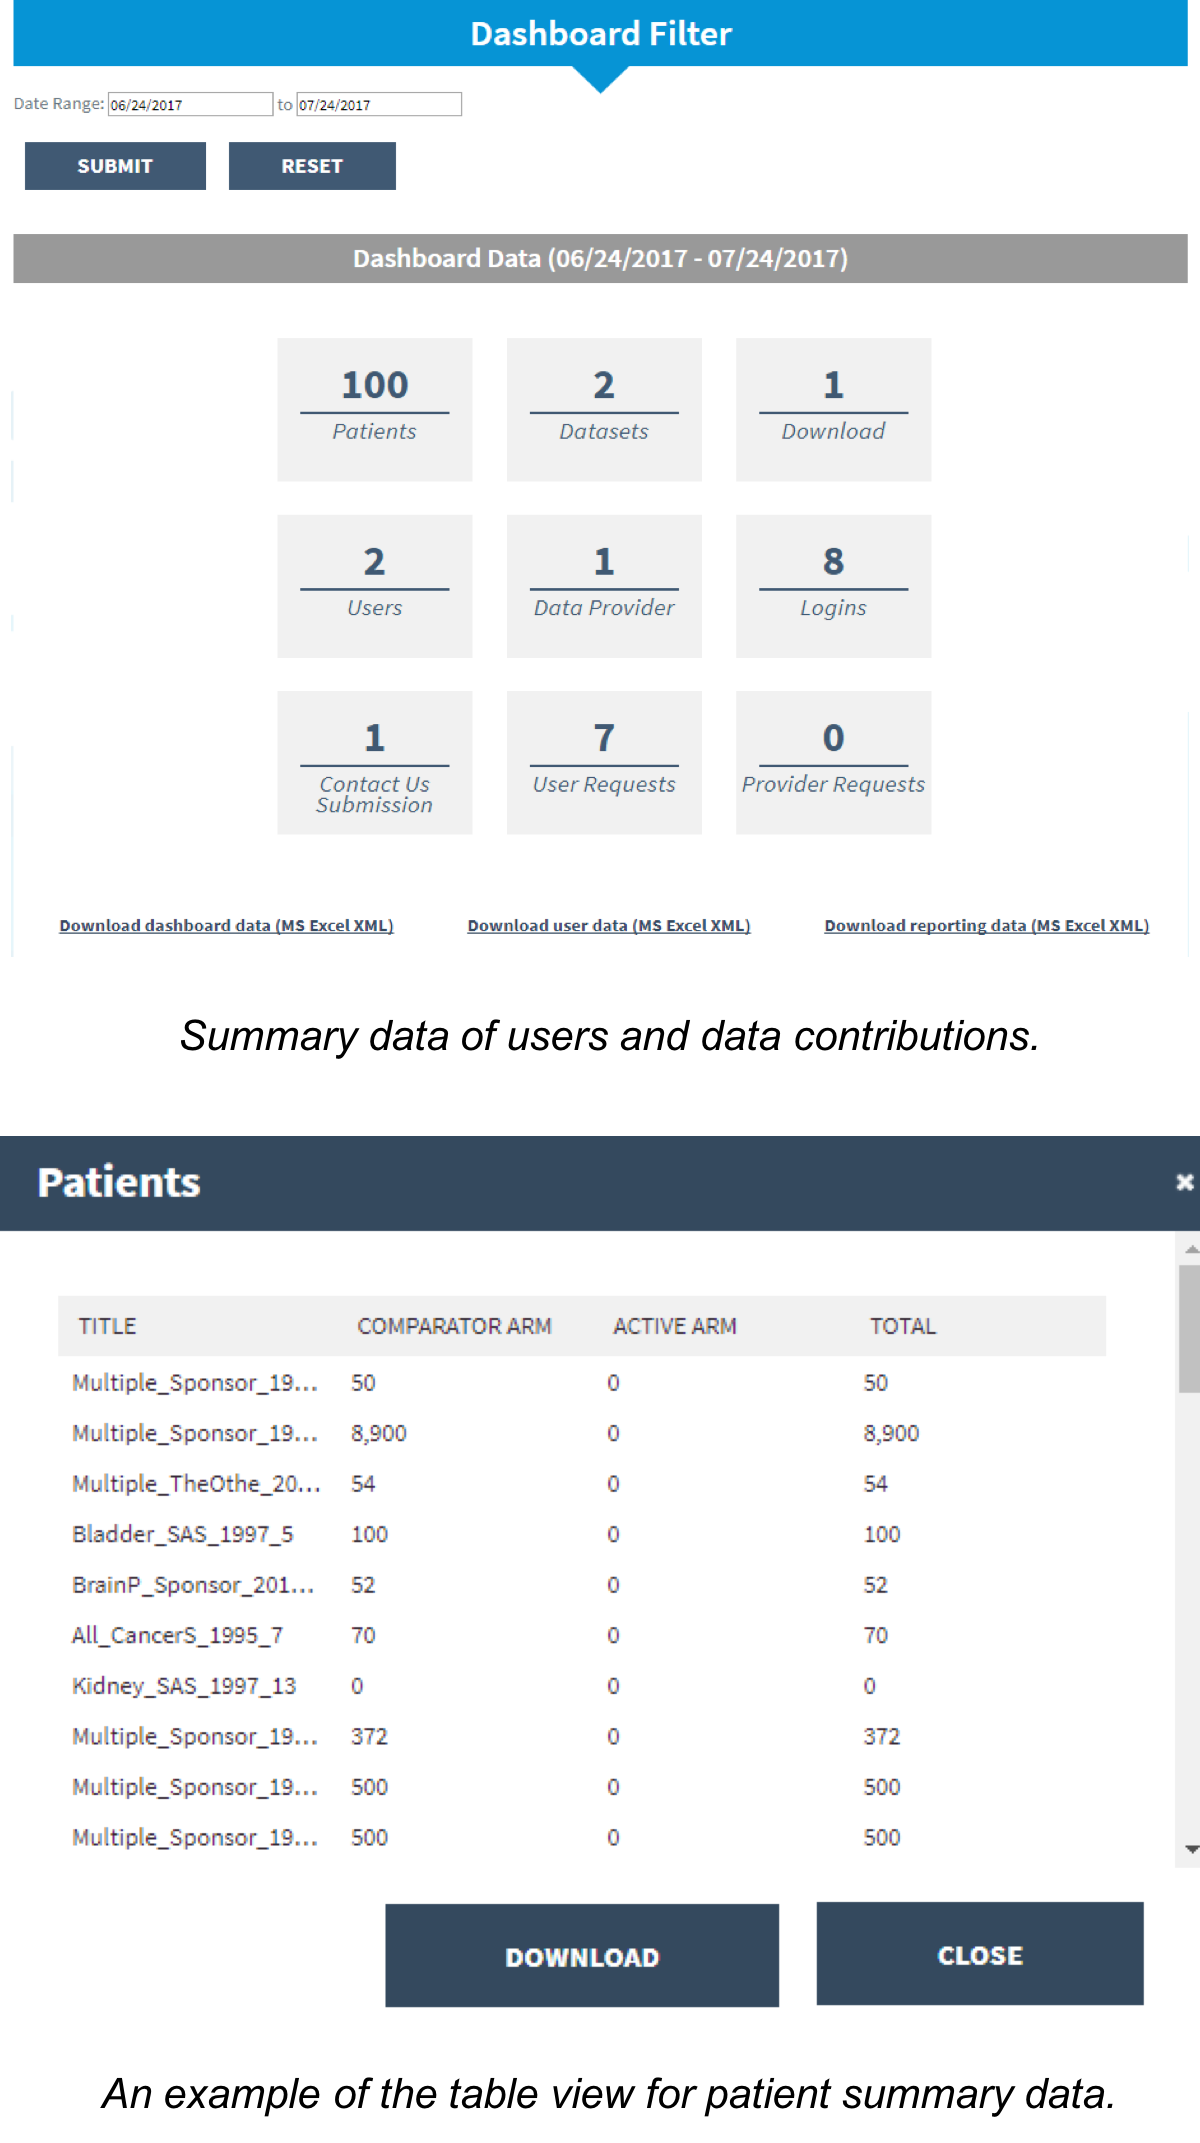 Dashboard Filter
Date Range: 06/24/2017 to 07/24/2017
SUBMIT RESET
Dashboard Data (06/24/2017 - 07/24/2017)
100 2 1
Patients Datasets Download
2 1 8
Users Data Provider Logins
1 7 0
Contact Us Submission User Requests Provider Requests
Download dashboard data (MS Excel XML) Download user data (MS Excel XML) Download reporting data (MS Excel XML)
Summary data of users and data contributions.
Patients ×
TITLE COMPARATOR ARM ACTIVE ARM TOTAL
Multiple_Sponsor_19... 50 0 50
Multiple_Sponsor_19... 8,900 0 8,900
Multiple_TheOthe_20... 54 0 54
Bladder_SAS_1997_5 100 0 100
BrainP_Sponsor_201... 52 0 52
All_CancerS_1995_7 70 0 70
Kidney_SAS_1997_13 0 0 0
Multiple_Sponsor_19... 372 0 372
Multiple_Sponsor_19... 500 0 500
Multiple_Sponsor_19... 500 0 500
DOWNLOAD CLOSE
An example of the table view for patient summary data.